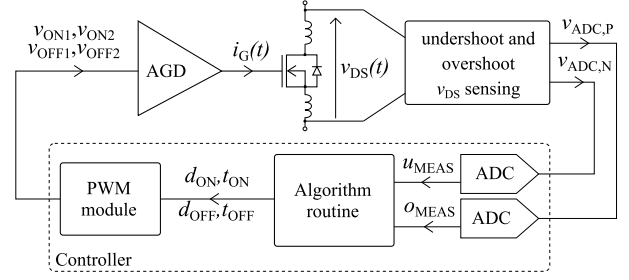 vON1,vON2
vOFF1,vOFF2
AGD
iG(t)
vDS(t)
undershoot and
overshoot
vDS sensing
vADC,P
vADC,N
PWM
module
dON,tON
dOFF,tOFF
Algorithm
routine
uMEAS
oMEAS
ADC
ADC
Controller